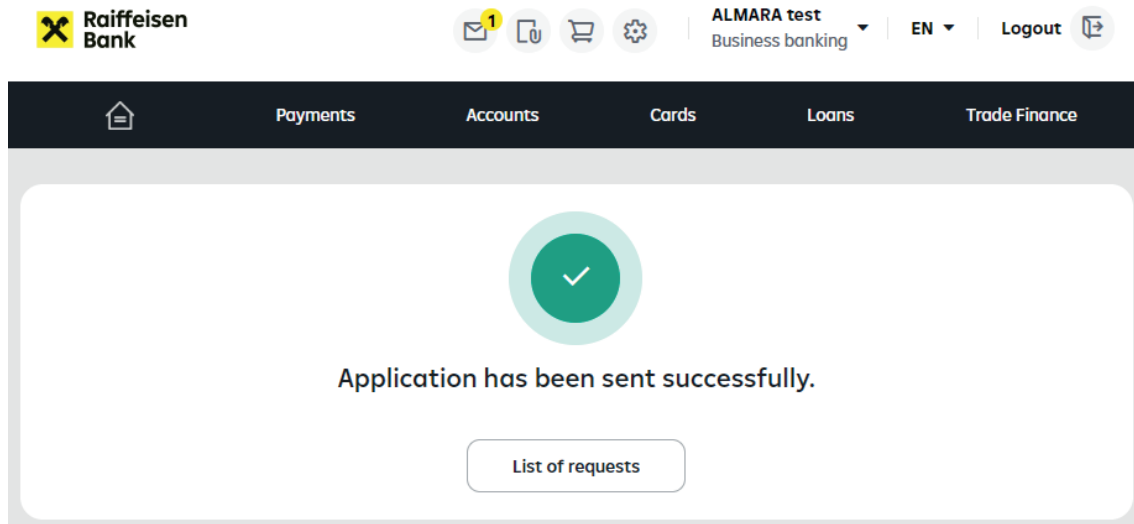 Raiffeisen
Bank
1
ALMARA test
Business banking
EN
Logout
Payments
Accounts
Cards
Loans
Trade Finance
Application has been sent successfully.
List of requests